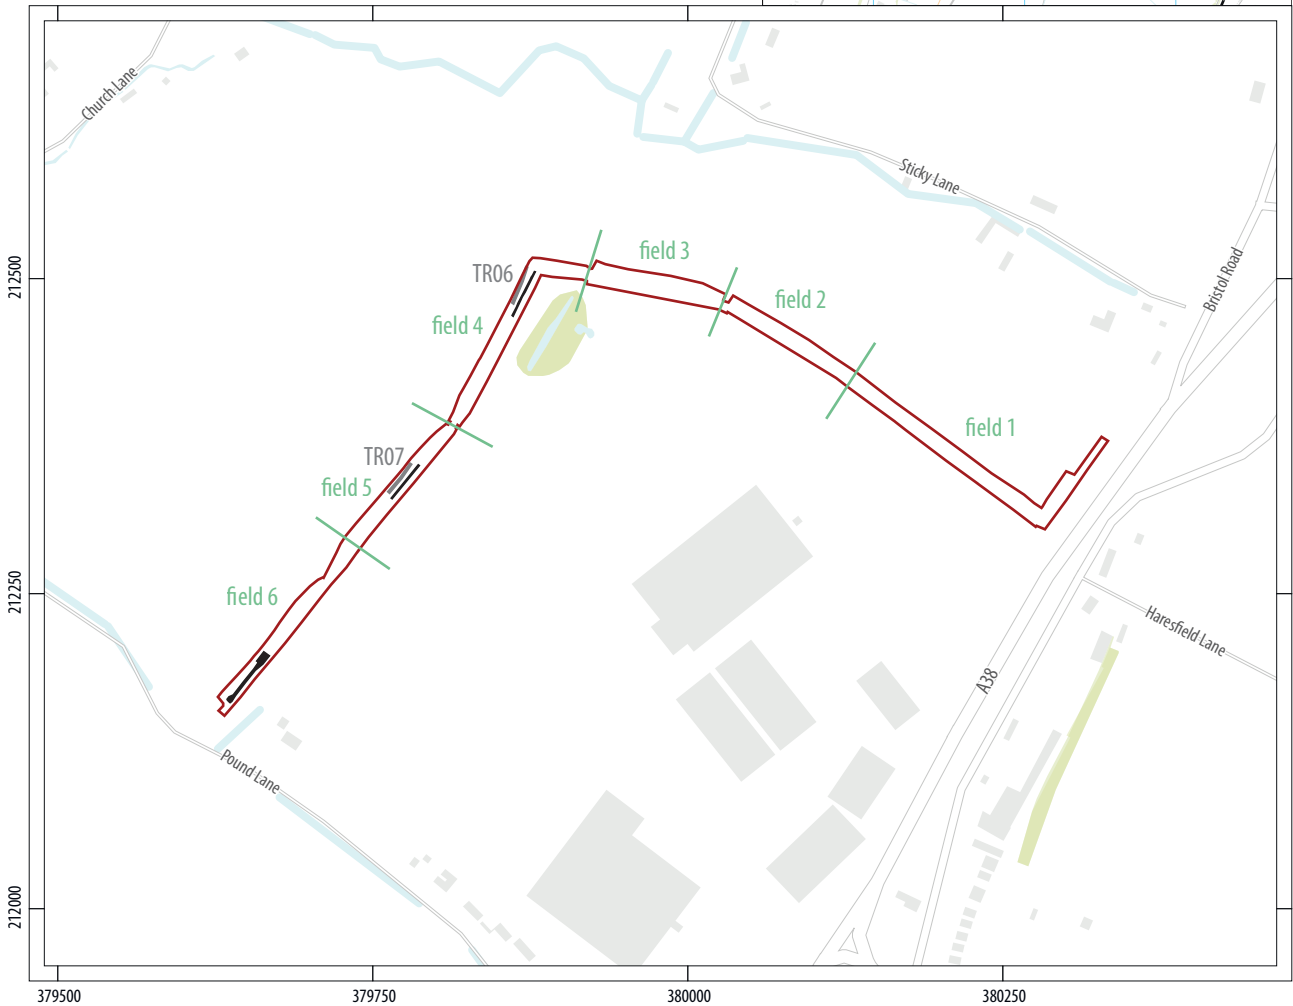 Church Lane
Sticky Lane
Bristol Road
field 3
TR06
field 2
field 4
field 1
TR07
field 5
field 6
Haresfield Lane
A38
Pound Lane
212500
212250
212000
379500
379750
380000
380250